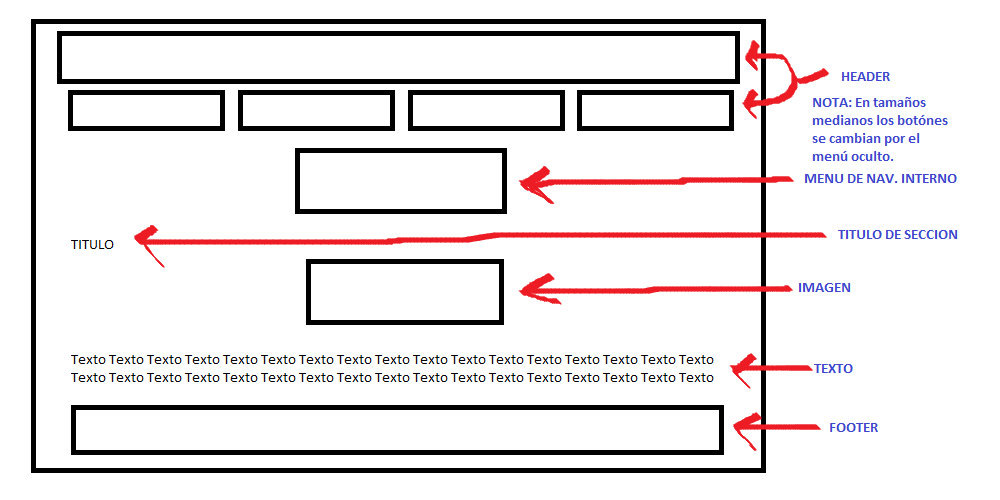 HEADER
NOTA: En tamaños
medianos los botónes
se cambian por el
menú oculto.
MENU DE NAV. INTERNO
TITULO
TITULO DE SECCION
IMAGEN
Texto Texto Texto Texto Texto Texto Texto Texto Texto Texto Texto Texto Texto Texto Texto Texto Texto
Texto Texto Texto Texto Texto Texto Texto Texto Texto Texto Texto Texto Texto Texto Texto Texto Texto
TEXTO
FOOTER